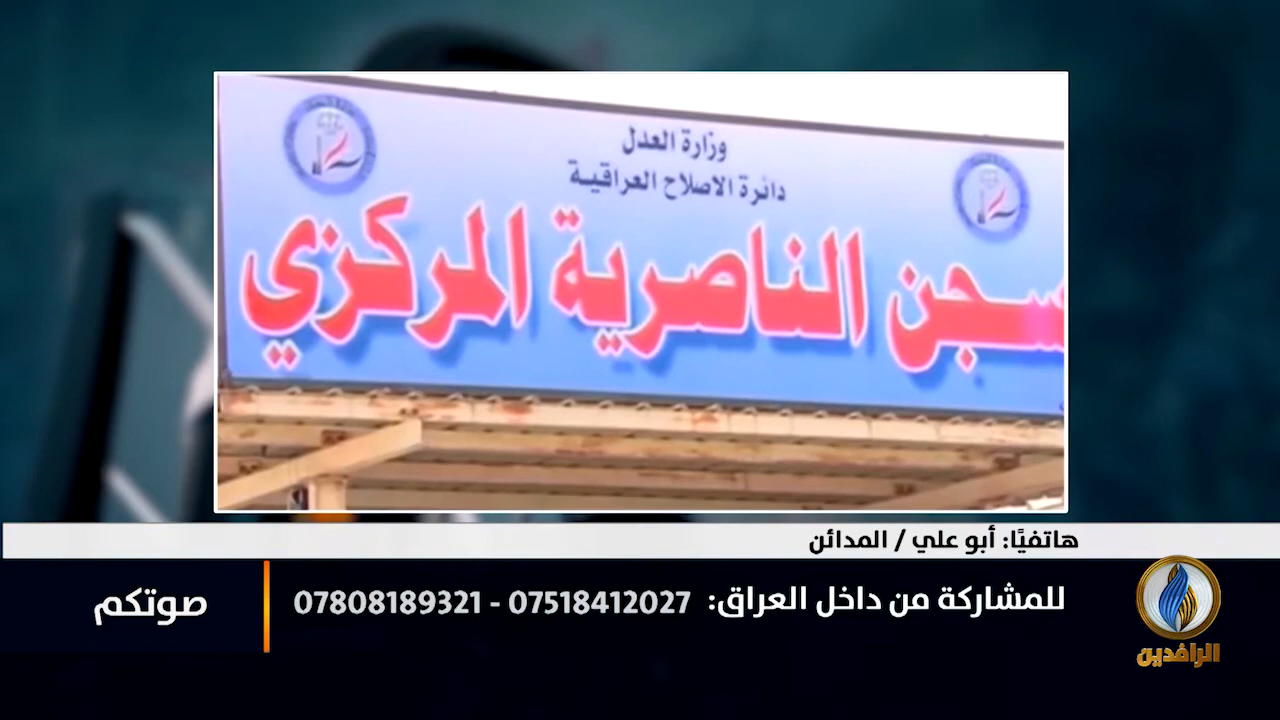 وزارة العدل
دائرة الاصلاح العراقية
سجن الناصرية المركزي
هاتفيًا: أبو علي / المدائن
للمشاركة من داخل العراق: 07518412027 - 07808189321
صوتكم
الرافدين